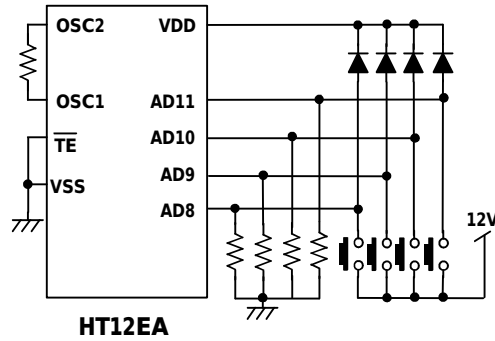 OSC2
VDD
OSC1
AD11
TE
AD10
VSS
AD9
AD8
12V
HT12EA